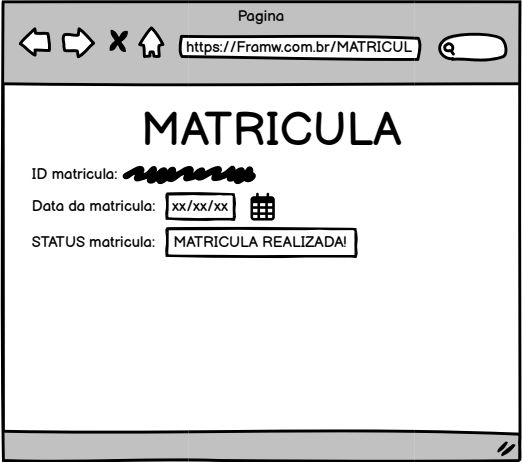 Pagina
https://Framw.com.br/MATRICUL
MATRICULA
ID matricula:
Data da matricula: xx/xx/xx
STATUS matricula: MATRICULA REALIZADA!